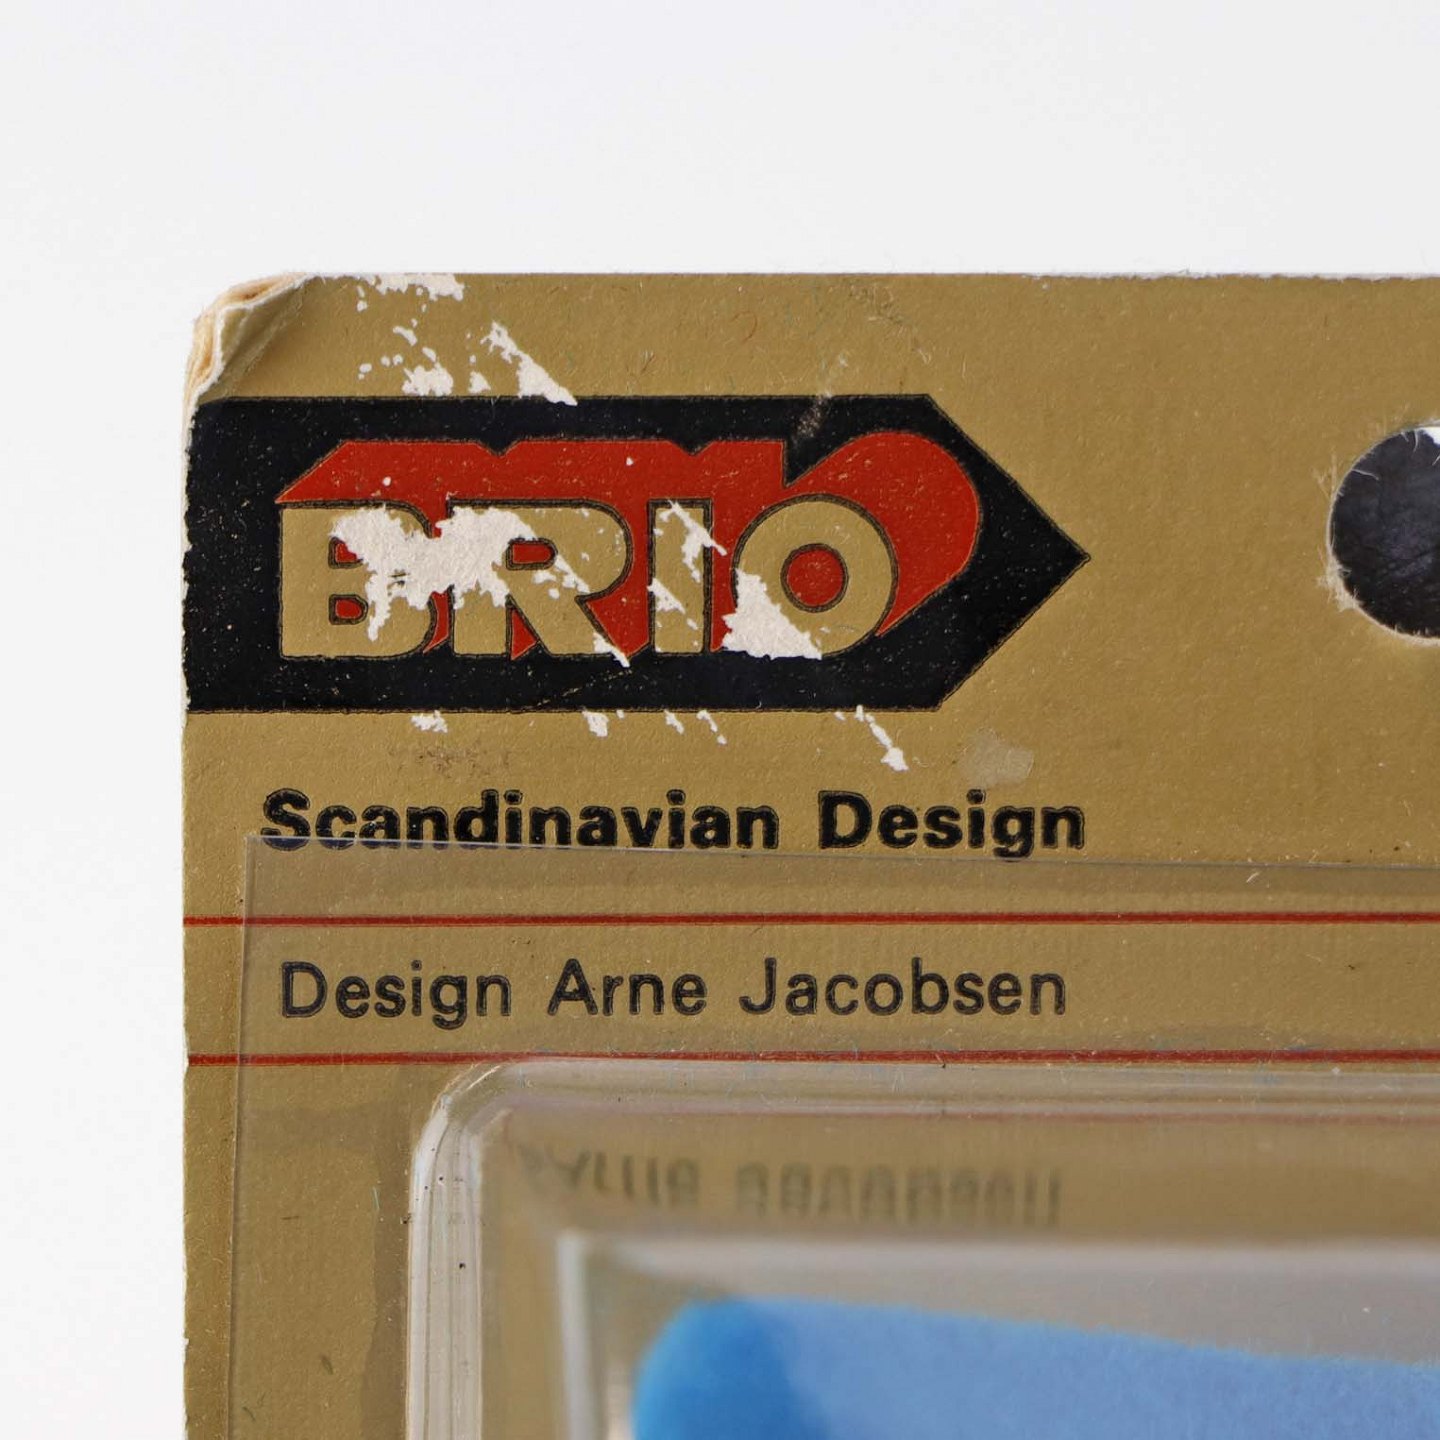 BRIO
Scandinavian Design
Design Arne Jacobsen